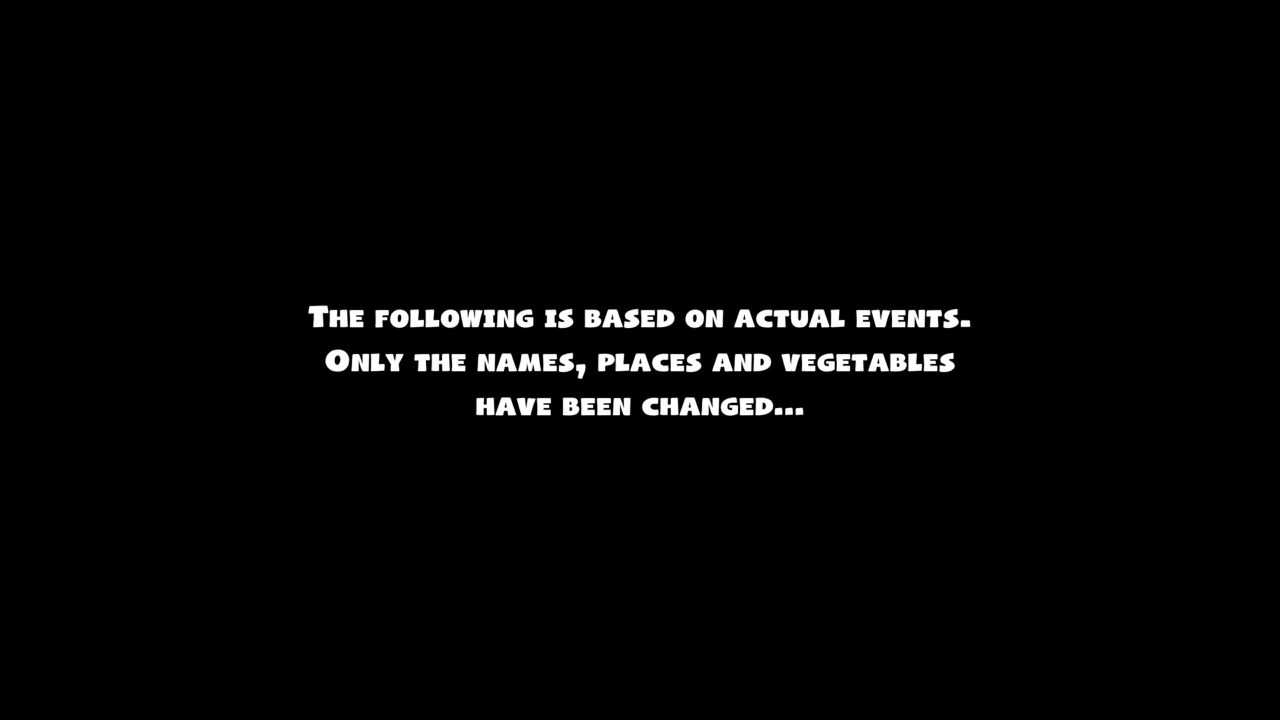 The following is based on actual events.
Only the names, places and vegetables
have been changed...